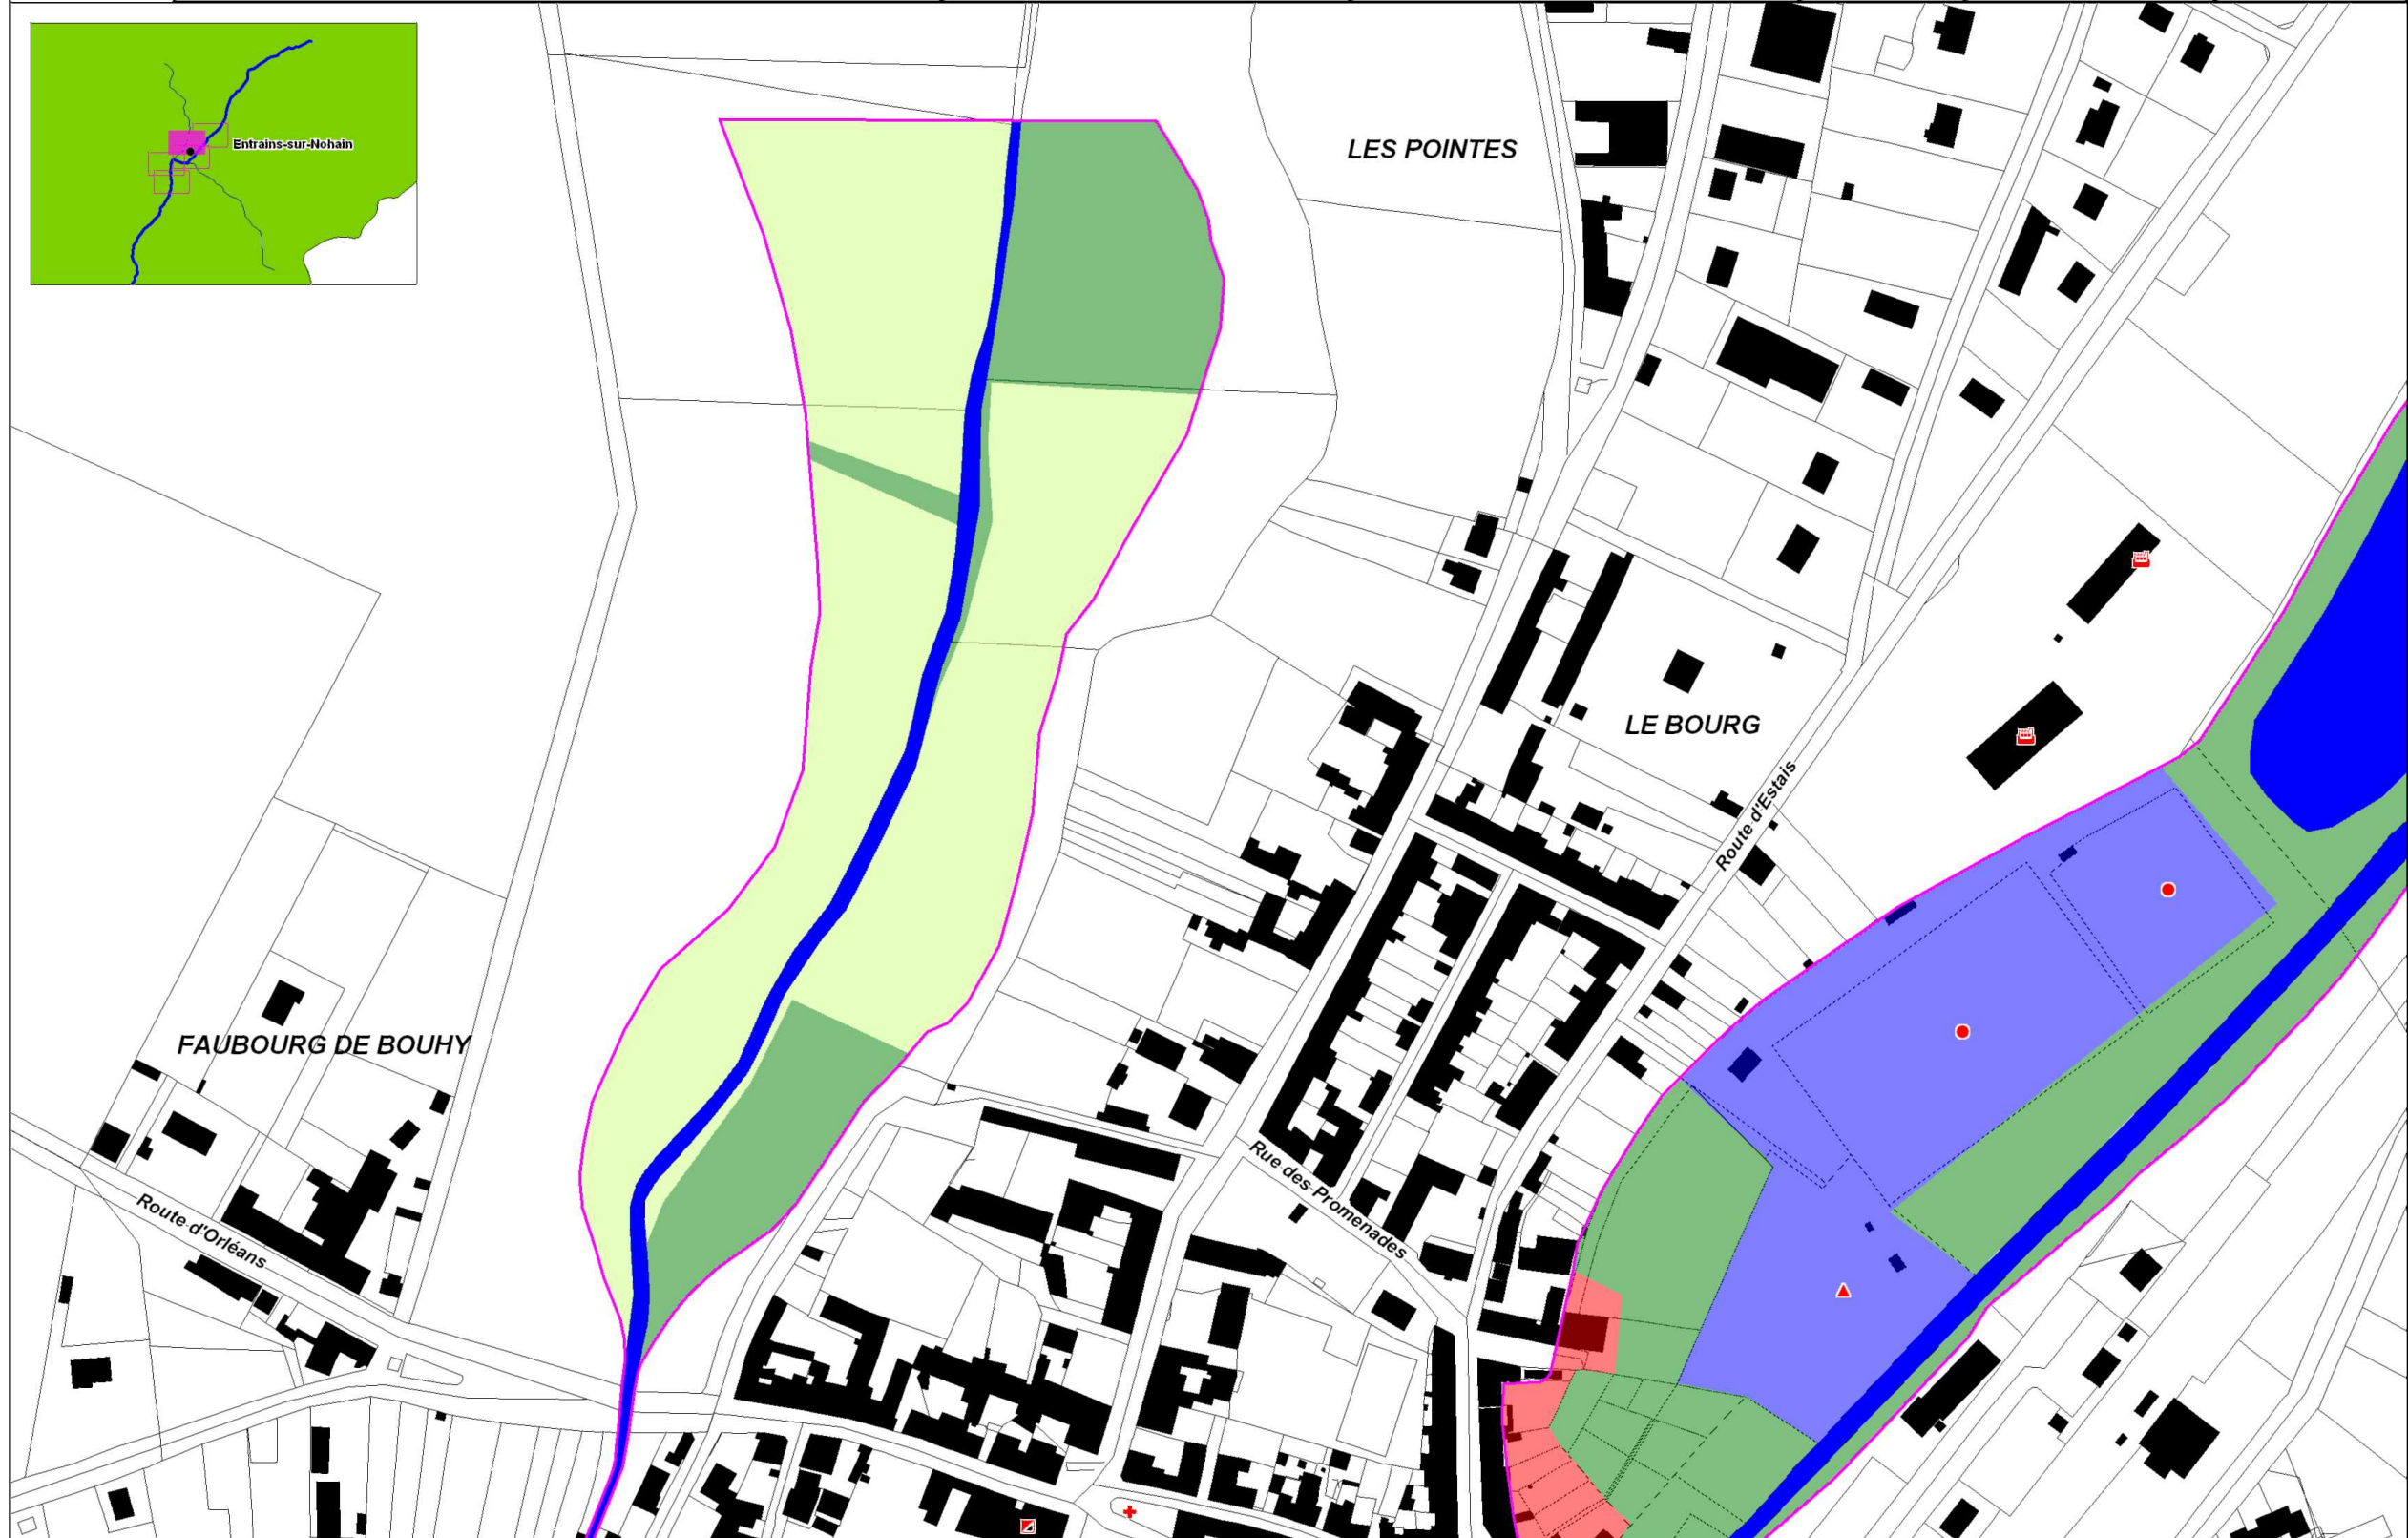 Entrains-sur-Nohain
LES POINTES
LE BOURG
Route d'Estais
FAUBOURG DE BOUHY
Rue des Promenades
Route d'Orléans